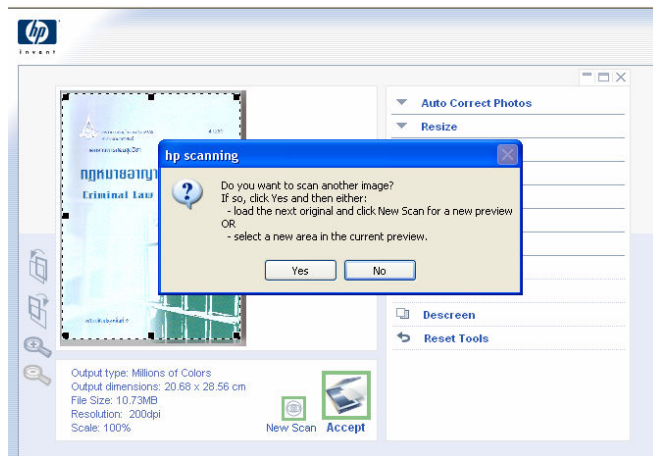 hp
invent
Auto Correct Photos
Resize
กฎหมายอาญา
Criminal Law
hp scanning
Do you want to scan another image?
If so, click Yes and then either:
- load the next original and click New Scan for a new preview
OR
- select a new area in the current preview.
Yes No
Descreen
Reset Tools
Output type: Millions of Colors
Output dimensions: 20.68 x 28.56 cm
File Size: 10.73MB
Resolution: 200dpi
Scale: 100%
New Scan Accept